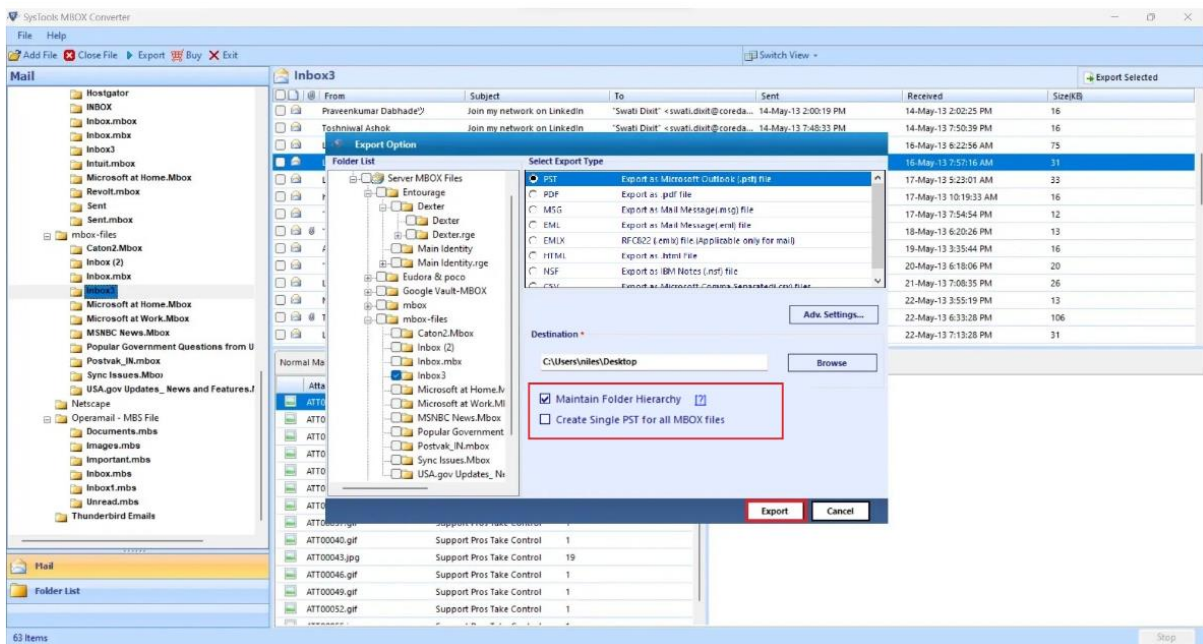 SysTools MBOX Converter
File Help
Add File Close File Export Buy Exit
Switch View
Mail
Hostgator
INBOX
Inbox.mbox
Inbox.mbx
Inbox3
Intuit.mbox
Microsoft at Home.Mbox
Revolt.mbox
Sent
Sent.mbox
mbox-files
Caton2.Mbox
Inbox (2)
Inbox.mbx
Inbox3
Microsoft at Home.Mbox
Microsoft at Work.Mbox
MSNBC News.Mbox
Popular Government Questions from U
Postvak_IN.mbox
Sync Issues.Mbox
USA.gov Updates_ News and Features.
Netscape
Operamail - MBS File
Documents.mbs
Images.mbs
Important.mbs
Inbox.mbs
Inbox1.mbs
Unread.mbs
Thunderbird Emails
Mail
Folder List
63 Items
Inbox3
Export Selected
From Subject To Sent Received Size(KB)
Praveenkumar Dabhadeツ Join my network on LinkedIn "Swati Dixit" <swati.dixit@coreda... 14-May-13 2:00:19 PM 14-May-13 2:02:25 PM 16
Toshniwal Ashok Join my network on LinkedIn "Swati Dixit" <swati.dixit@coreda... 14-May-13 7:48:33 PM 14-May-13 7:50:39 PM 16
16-May-13 6:22:56 AM 75
16-May-13 7:57:16 AM 31
17-May-13 5:23:01 AM 33
17-May-13 10:19:33 AM 16
17-May-13 7:54:54 PM 12
18-May-13 6:20:26 PM 13
19-May-13 3:35:44 PM 16
20-May-13 6:18:06 PM 20
21-May-13 7:08:35 PM 26
22-May-13 3:55:19 PM 13
22-May-13 6:33:28 PM 106
22-May-13 7:13:28 PM 31
Export Option
Folder List
Server MBOX Files
Entourage
Dexter
Dexter
Dexter.rge
Main Identity
Main Identity.rge
Eudora & poco
Google Vault-MBOX
mbox
mbox-files
Caton2.Mbox
Inbox (2)
Inbox.mbx
Inbox3
Microsoft at Home.M
Microsoft at Work.M
MSNBC News.Mbox
Popular Government
Postvak_IN.mbox
Sync Issues.Mbox
USA.gov Updates_ Ne
Select Export Type
PST Export as Microsoft Outlook (.pst) file
PDF Export as .pdf file
MSG Export as Mail Message(.msg) file
EML Export as Mail Message(.eml) file
EMLX RFC822 (.emlx) file.(Applicable only for mail)
HTML Export as .html File
NSF Export as IBM Notes (.nsf) file
CSV Export as Microsoft Comma Separated(.csv) files
Adv. Settings...
Destination *
C:\Users\niles\Desktop
Browse
Maintain Folder Hierarchy [?]
Create Single PST for all MBOX files
Export Cancel
Normal Ma
Atta
ATT00040.gif Support Pros Take Control 1
ATT00043.jpg Support Pros Take Control 19
ATT00046.gif Support Pros Take Control 1
ATT00049.gif Support Pros Take Control 1
ATT00052.gif Support Pros Take Control 1
Stop